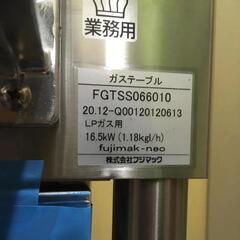 業務用
ガステーブル
FGTSS066010
20.12-Q00120120613
LPガス用
16.5kW (1.18kg/h)
fujimak-neo
株式会社フジマック